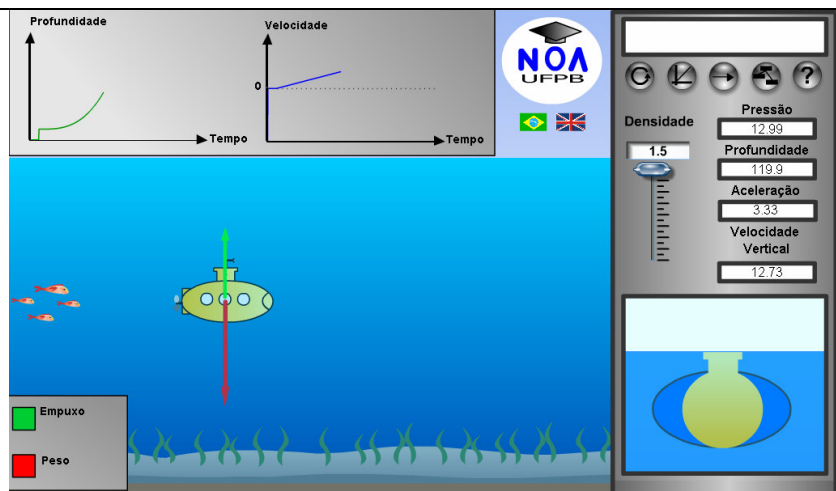 Profundidade
Tempo
Velocidade
0
Tempo
NOA
UFPB
Densidade
1.5
Pressão
12.99
Profundidade
119.9
Aceleração
3.33
Velocidade
Vertical
12.73
?
Empuxo
Peso